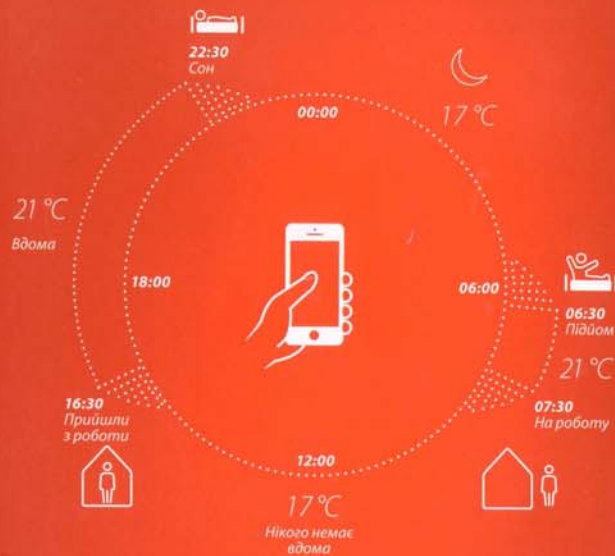 22:30
Сон
00:00
17 °C
21 °C
Вдома
18:00
06:00
06:30
Підйом
21 °C
07:30
На роботу
16:30
Прийшли
з роботи
12:00
17 °C
Нікого немає
вдома